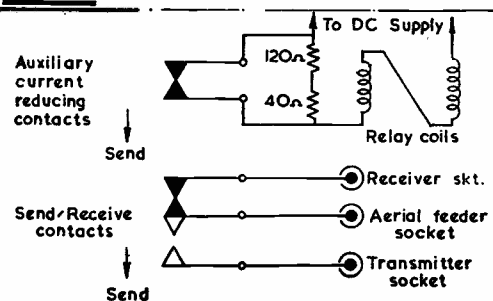 To DC Supply
Auxiliary
current
reducing
contacts
120Ω
40Ω
Relay coils
Send
Receiver skt.
Send/Receive
contacts
Aerial feeder
socket
Transmitter
socket
Send